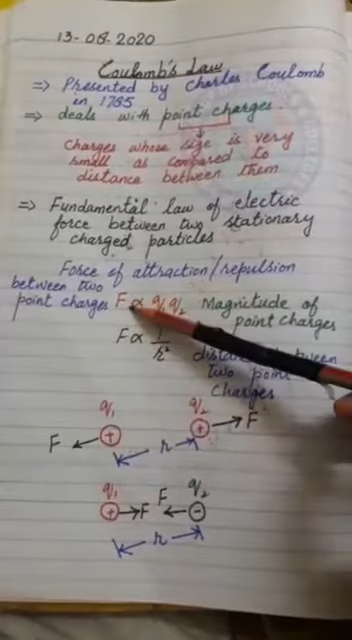 13-08-2020
Coulomb's Law
⇒ Presented by Charles Coulomb
in 1785
⇒ deals with point charges.
Charges whose size is very
small as compared to
distance between them
⇒ Fundamental law of electric
force between two stationary
charged particles
Force of attraction/repulsion
between two
point charges F ∝ q₁q₂ Magnitude of
point charges
F ∝ 1/r² distance between
two point
charges
q₁ q₂
F ← ⊕ ⊕ → F
r
q₁ F F q₂
⊕ → ← ⊖
r